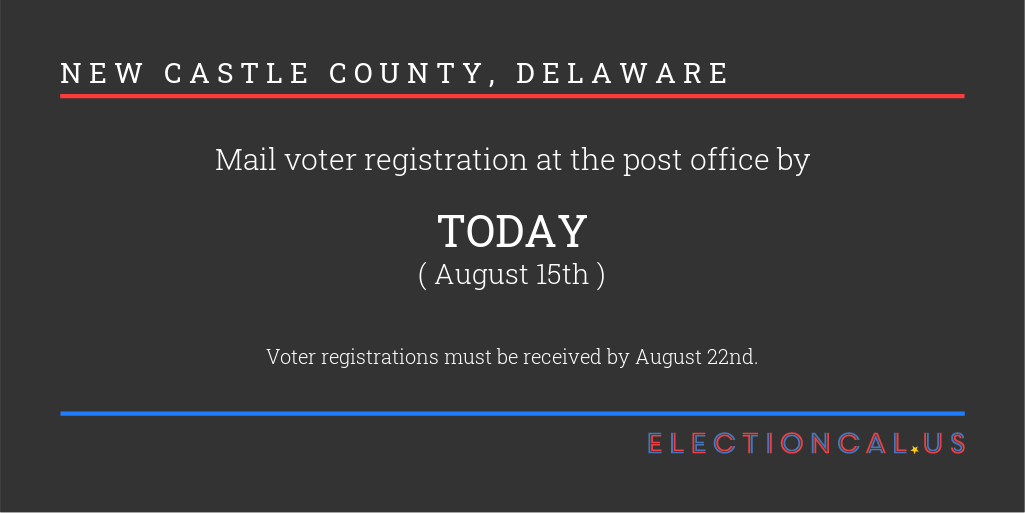 NEW CASTLE COUNTY, DELAWARE
Mail voter registration at the post office by
TODAY
( August 15th )
Voter registrations must be received by August 22nd.
ELECTIONCAL.US